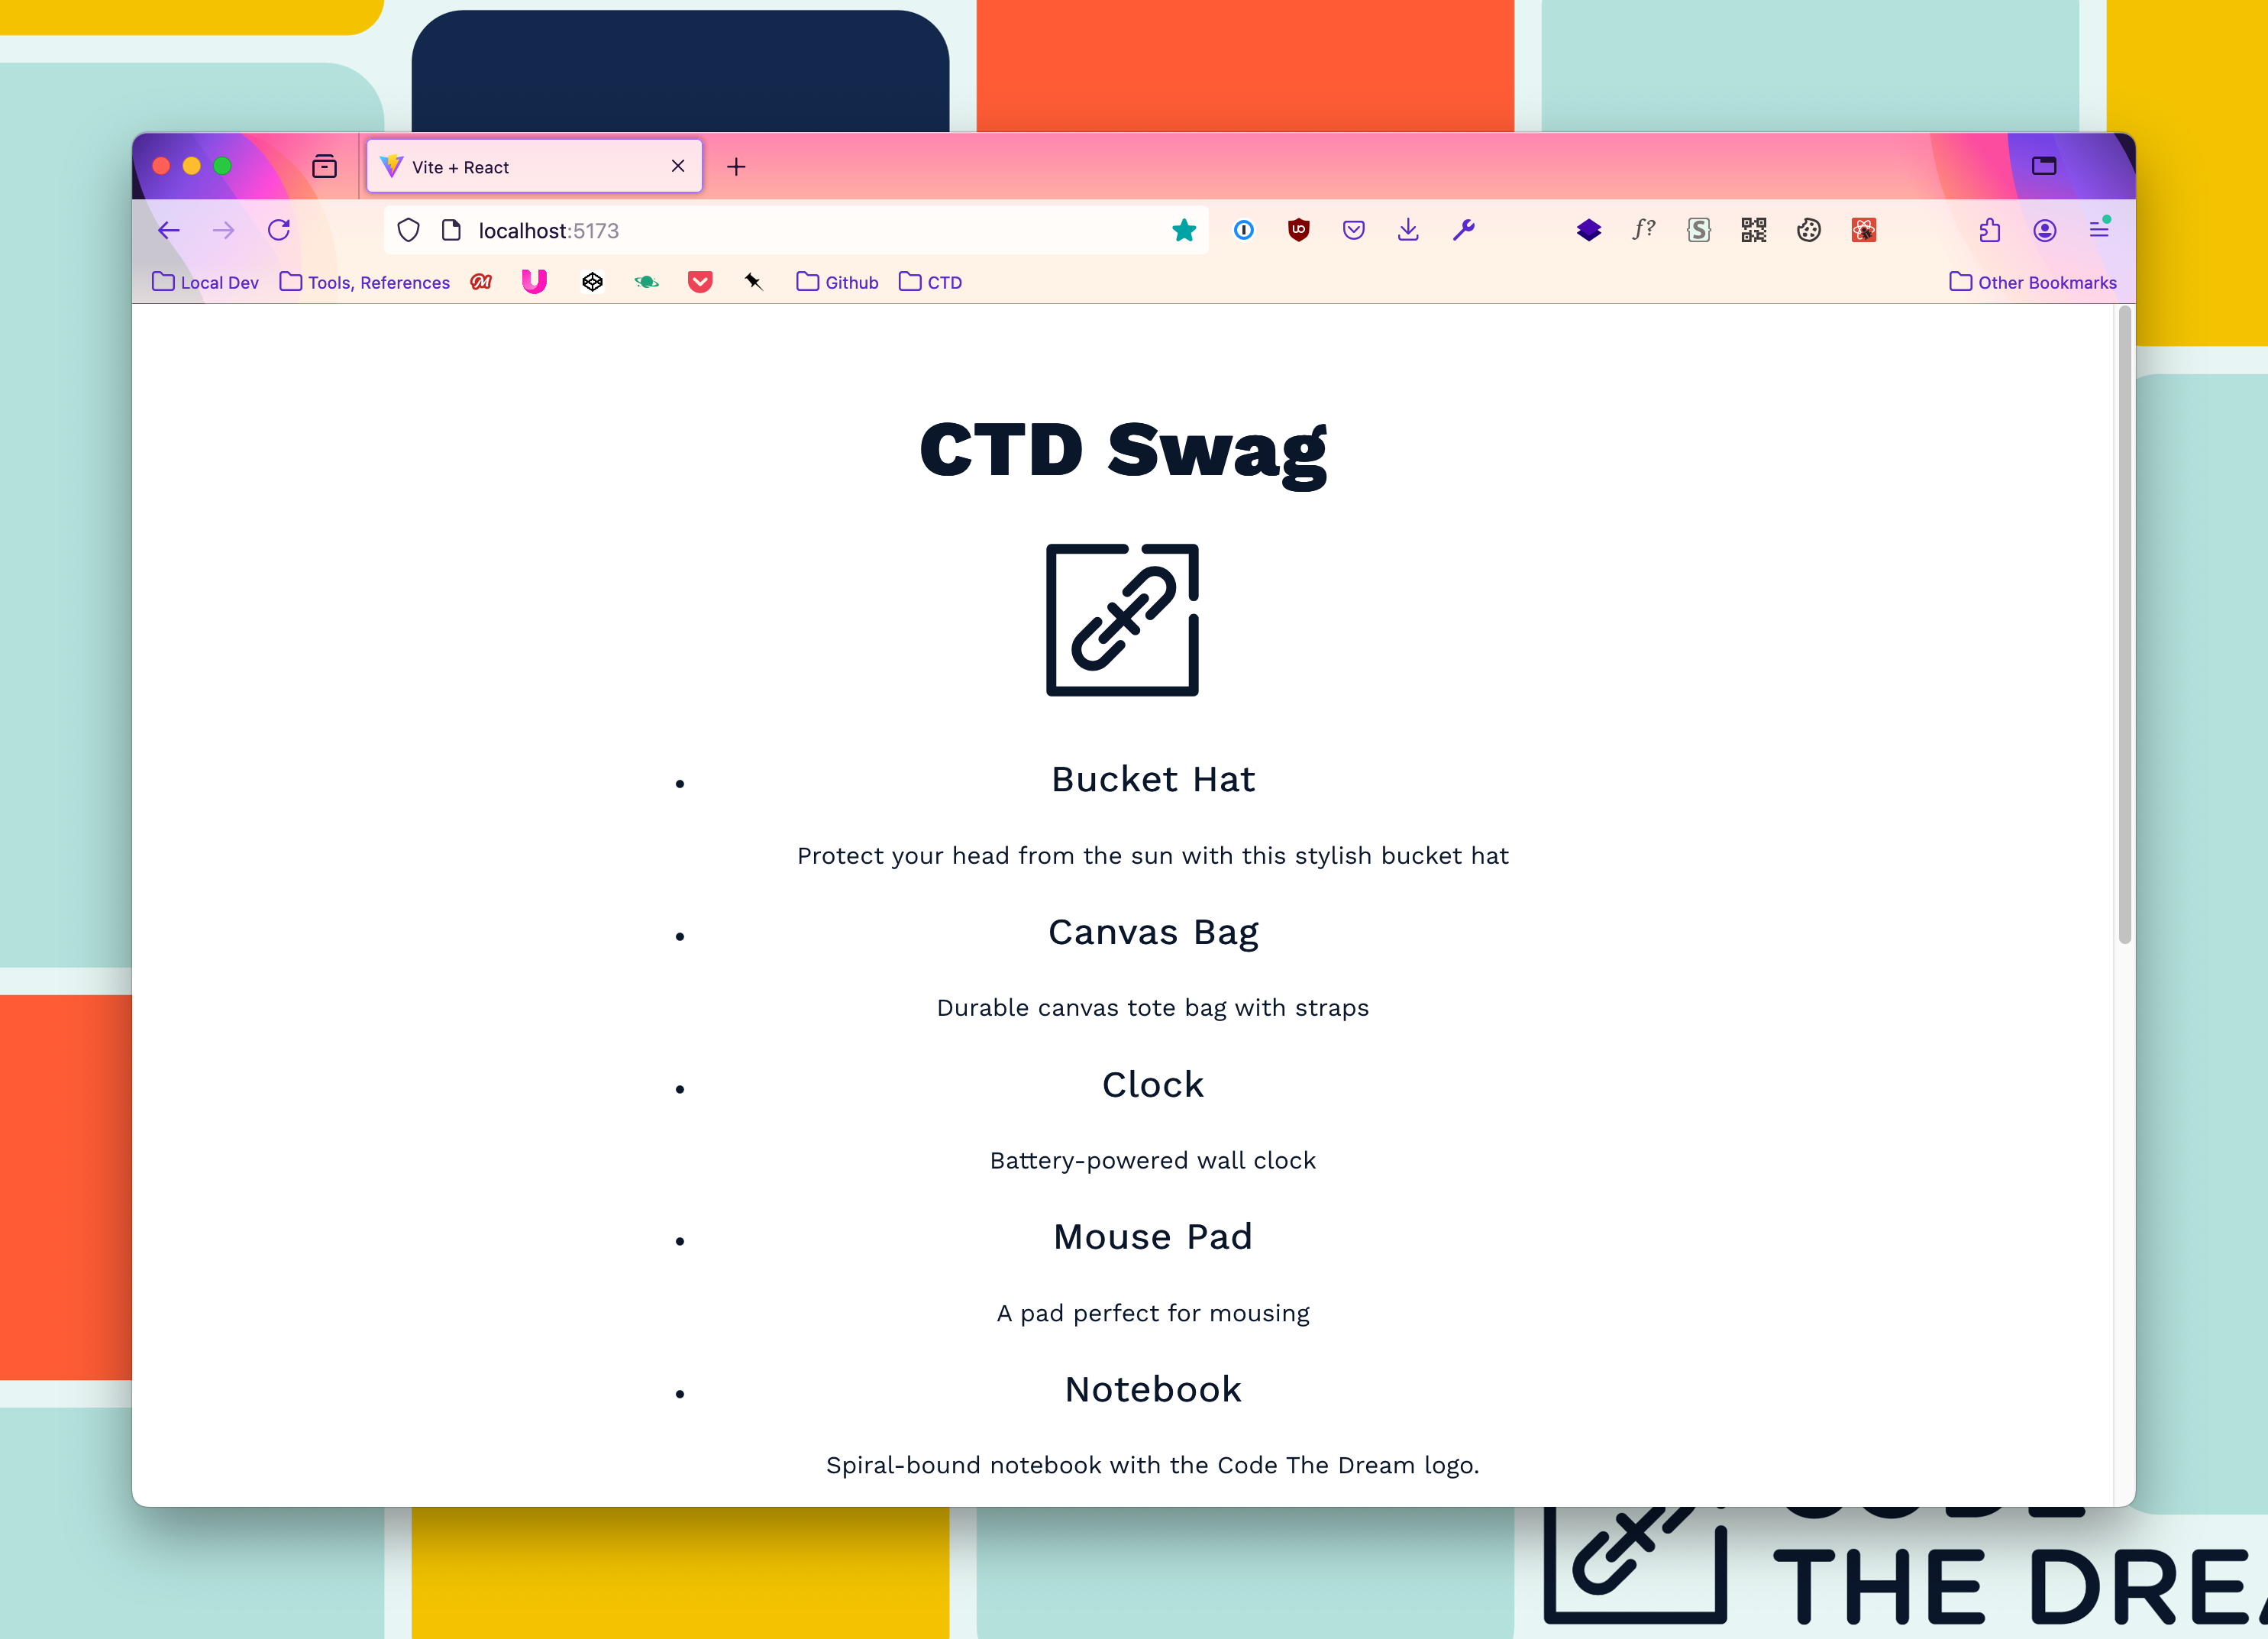 Vite + React
localhost:5173
Local Dev
Tools, References
Github
CTD
Other Bookmarks
CTD Swag
Bucket Hat
Protect your head from the sun with this stylish bucket hat
Canvas Bag
Durable canvas tote bag with straps
Clock
Battery-powered wall clock
Mouse Pad
A pad perfect for mousing
Notebook
Spiral-bound notebook with the Code The Dream logo.
THE DREA